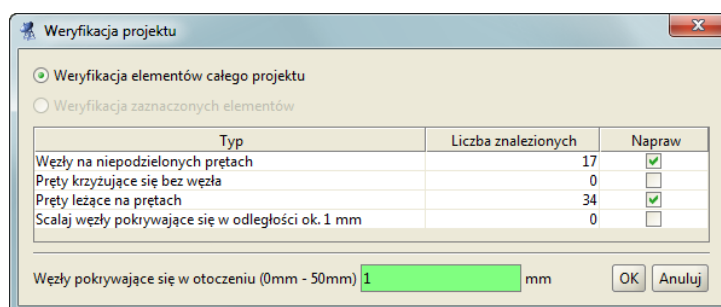 Weryfikacja projektu
Weryfikacja elementów całego projektu
Weryfikacja zaznaczonych elementów
Typ Liczba znalezionych Napraw
Węzły na niepodzielonych prętach 17
Pręty krzyżujące się bez węzła 0
Pręty leżące na prętach 34
Scalaj węzły pokrywające się w odległości ok. 1 mm 0
Węzły pokrywające się w otoczeniu (0mm - 50mm) 1 mm OK Anuluj